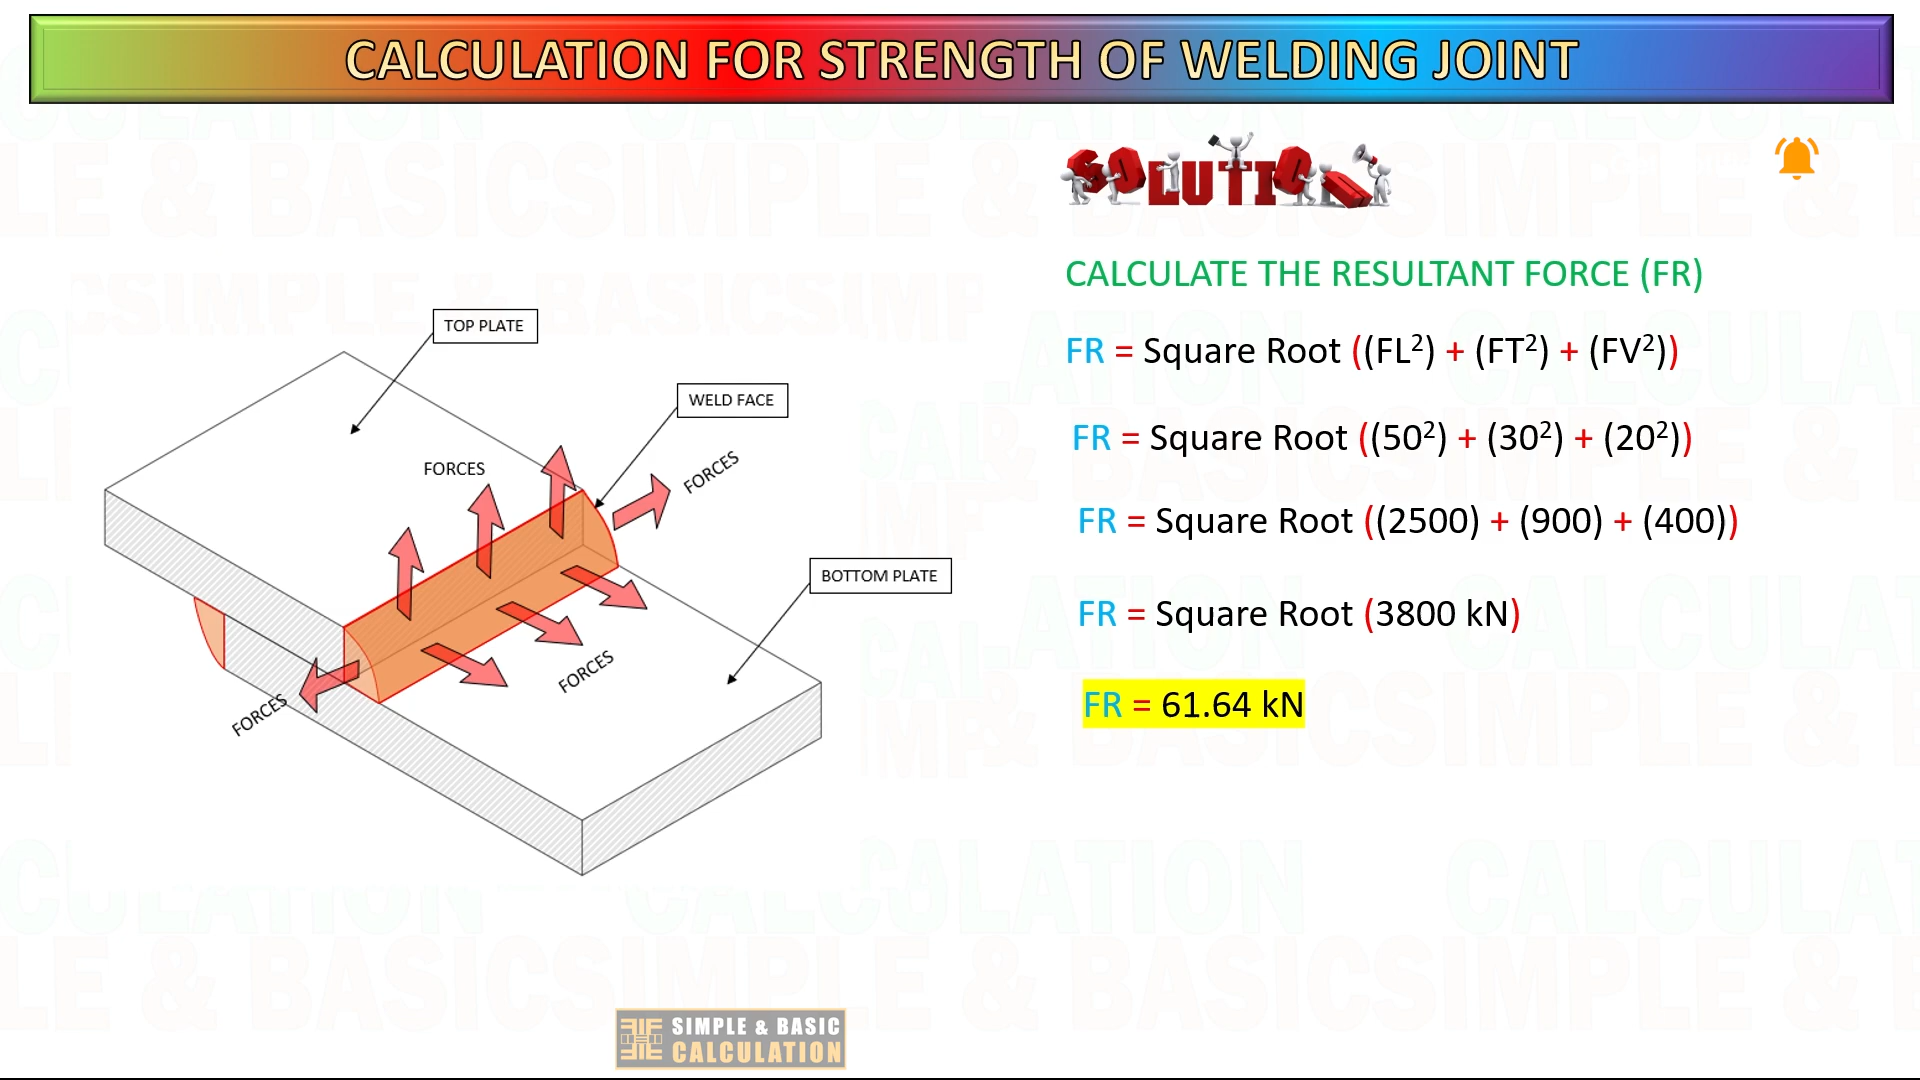 CALCULATION FOR STRENGTH OF WELDING JOINT
SOLUTION
CALCULATE THE RESULTANT FORCE (FR)
FR = Square Root ((FL²) + (FT²) + (FV²))
FR = Square Root ((50²) + (30²) + (20²))
FR = Square Root ((2500) + (900) + (400))
FR = Square Root (3800 kN)
FR = 61.64 kN
TOP PLATE
WELD FACE
FORCES
FORCES
BOTTOM PLATE
FORCES
FORCES
SIMPLE & BASIC
CALCULATION